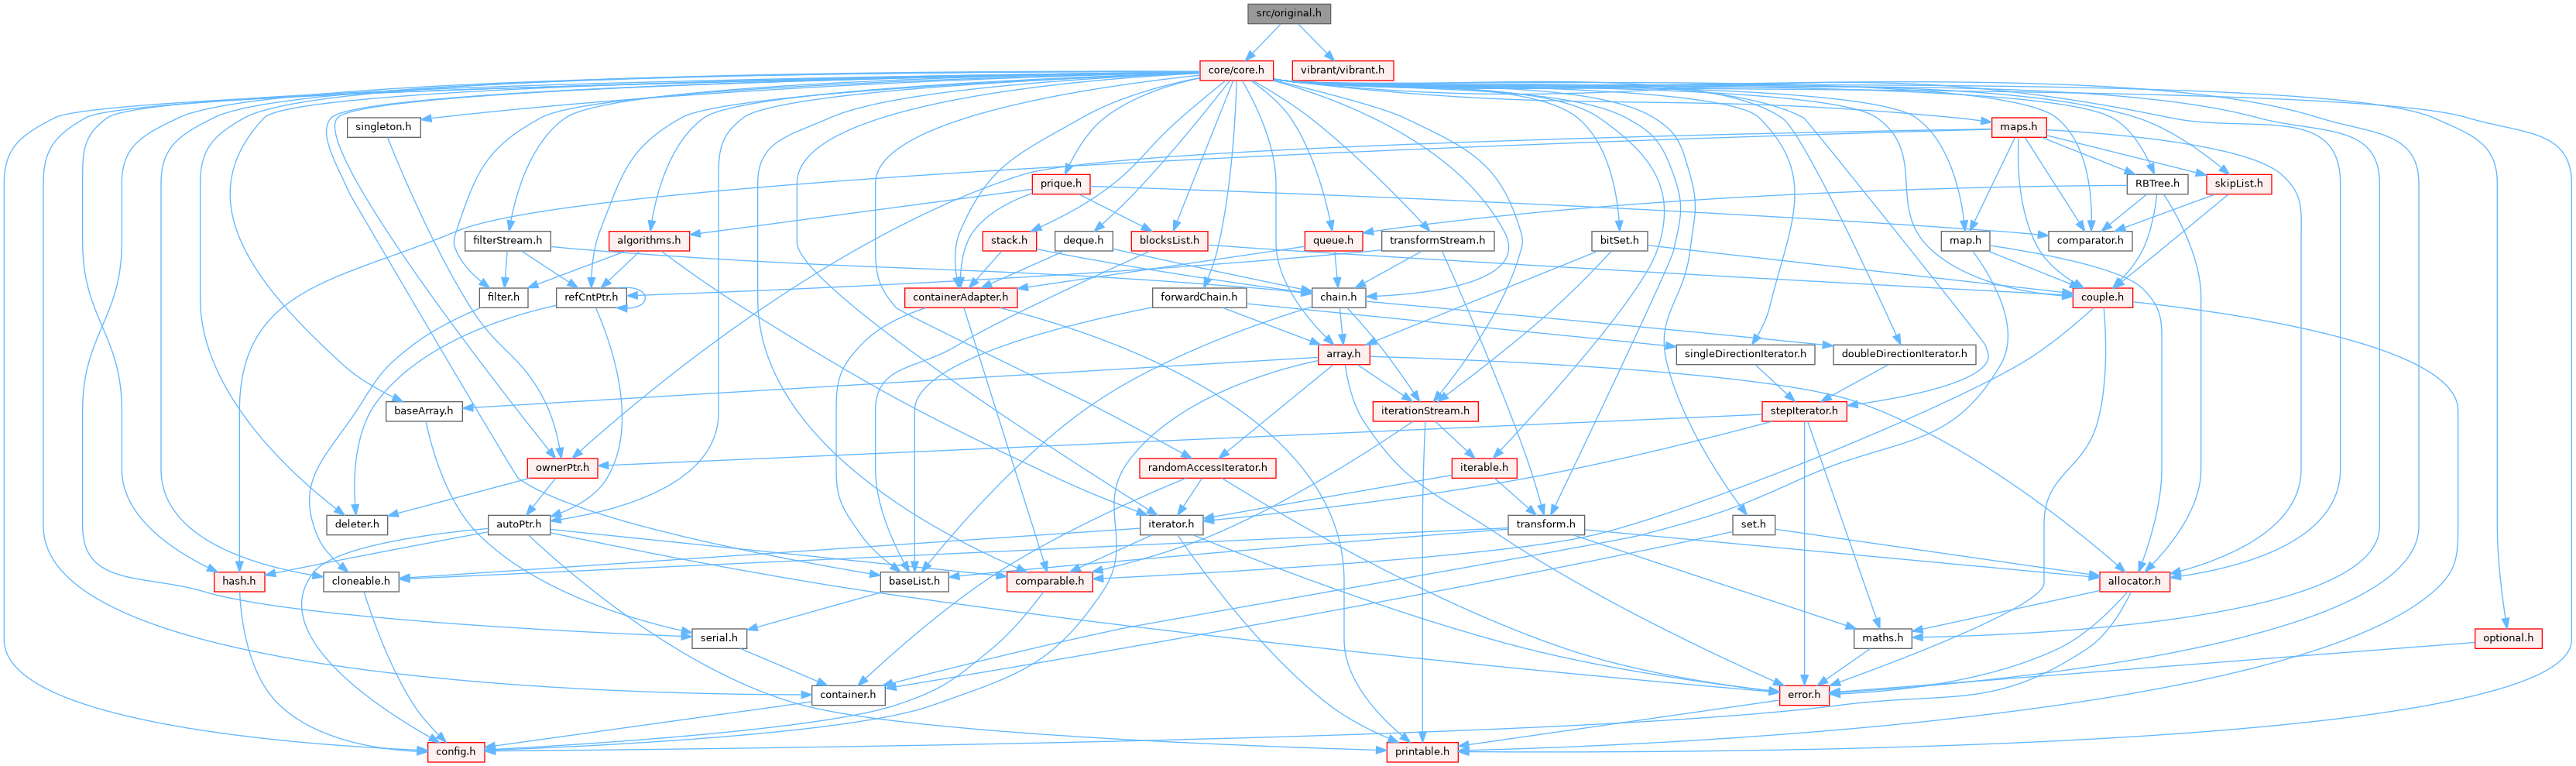 src/original.h
core/core.h
vibrant/vibrant.h
singleton.h
maps.h
prique.h
RBTree.h
skipList.h
filterStream.h
algorithms.h
stack.h
deque.h
blocksList.h
queue.h
transformStream.h
bitSet.h
map.h
comparator.h
filter.h
refCntPtr.h
containerAdapter.h
forwardChain.h
chain.h
couple.h
array.h
singleDirectionIterator.h
doubleDirectionIterator.h
baseArray.h
iterationStream.h
stepIterator.h
ownerPtr.h
randomAccessIterator.h
iterable.h
deleter.h
autoPtr.h
iterator.h
transform.h
set.h
hash.h
cloneable.h
baseList.h
comparable.h
allocator.h
serial.h
maths.h
optional.h
container.h
error.h
config.h
printable.h